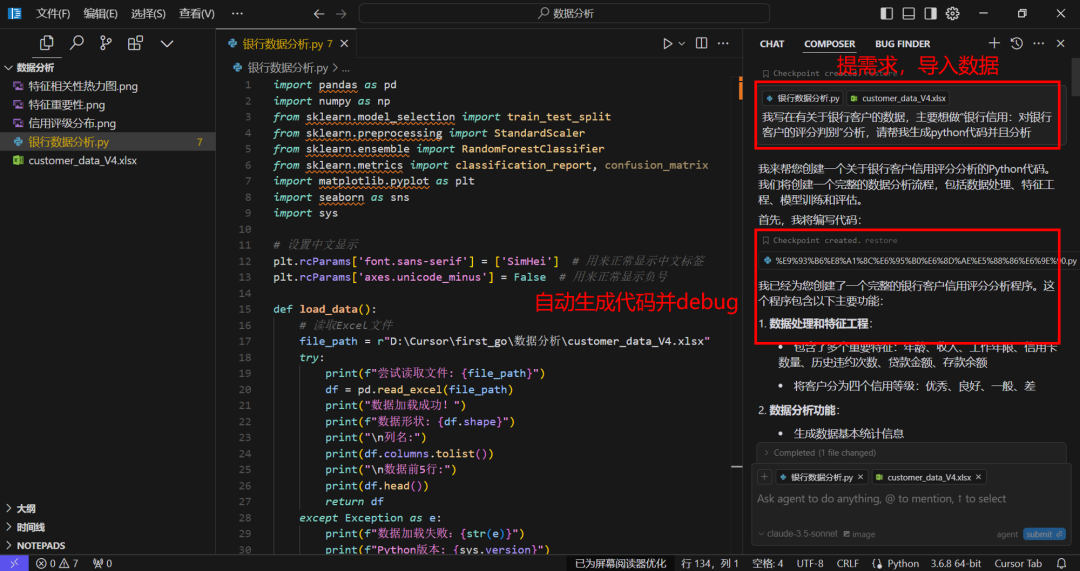 文件(F) 编辑(E) 选择(S) 查看(V) ··· 数据分析
数据分析
特征相关性热力图.png
特征重要性.png
信用评级分布.png
银行数据分析.py 7
customer_data_V4.xlsx
大纲
时间线
NOTEPADS
银行数据分析.py 7
银行数据分析.py > ...
1 import pandas as pd
2 import numpy as np
3 from sklearn.model_selection import train_test_split
4 from sklearn.preprocessing import StandardScaler
5 from sklearn.ensemble import RandomForestClassifier
6 from sklearn.metrics import classification_report, confusion_matrix
7 import matplotlib.pyplot as plt
8 import seaborn as sns
9 import sys
10
11 # 设置中文显示
12 plt.rcParams['font.sans-serif'] = ['SimHei'] # 用来正常显示中文标签
13 plt.rcParams['axes.unicode_minus'] = False # 用来正常显示负号
14
自动生成代码并debug
15 def load_data():
16 # 读取Excel文件
17 file_path = r"D:\Cursor\first_go\数据分析\customer_data_V4.xlsx"
18 try:
19 print(f"尝试读取文件: {file_path}")
20 df = pd.read_excel(file_path)
21 print("数据加载成功！")
22 print(f"数据形状: {df.shape}")
23 print("\n列名:")
24 print(df.columns.tolist())
25 print("\n数据前5行:")
26 print(df.head())
27 return df
28 except Exception as e:
29 print(f"数据加载失败: {str(e)}")
30 print(f"Python版本: {sys.version}")
CHAT COMPOSER BUG FINDER
提需求，导入数据
Checkpoint created. restore
银行数据分析.py customer_data_V4.xlsx
我写在有关于银行客户的数据，主要想做“银行信用：对银行
客户的评分判别”分析，请帮我生成python代码并且分析
我来帮您创建一个关于银行客户信用评分分析的Python代码。
我们将创建一个完整的数据分析流程，包括数据处理、特征工
程、模型训练和评估。
首先，我将编写代码：
Checkpoint created. restore
%E9%93%B6%E8%A1%8C%E6%95%B0%E6%8D%AE%E5%88%86%E6%9E%90.py
我已经为您创建了一个完整的银行客户信用评分分析程序。这
个程序包含以下主要功能：
1. 数据处理和特征工程：
• 包含了多个重要特征：年龄、收入、工作年限、信用卡
数量、历史违约次数、贷款金额、存款余额
• 将客户分为四个信用等级：优秀、良好、一般、差
2. 数据分析功能：
• 生成数据基本统计信息
Completed (1 file changed)
银行数据分析.py customer_data_V4.xlsx
Ask agent to do anything, @ to mention, ↑ to select
claude-3.5-sonnet image agent submit
0 7 0 已为屏幕阅读器优化 行 134，列 1 空格: 4 UTF-8 CRLF Python 3.6.8 64-bit Cursor Tab